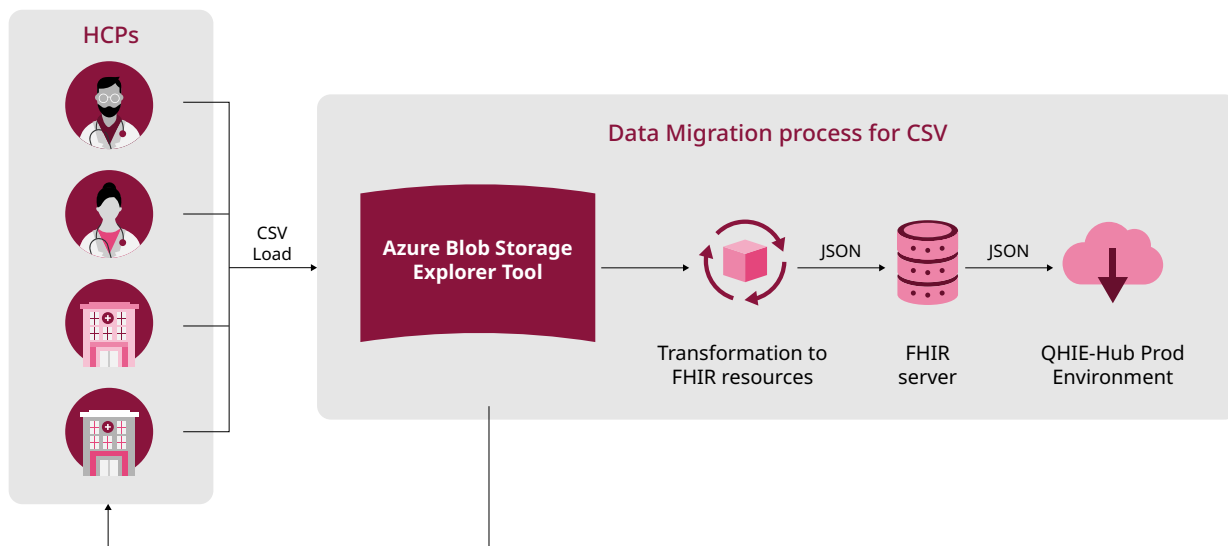 HCPs
CSV
Load
Data Migration process for CSV
Azure Blob Storage
Explorer Tool
JSON
JSON
Transformation to
FHIR resources
FHIR
server
QHIE-Hub Prod
Environment